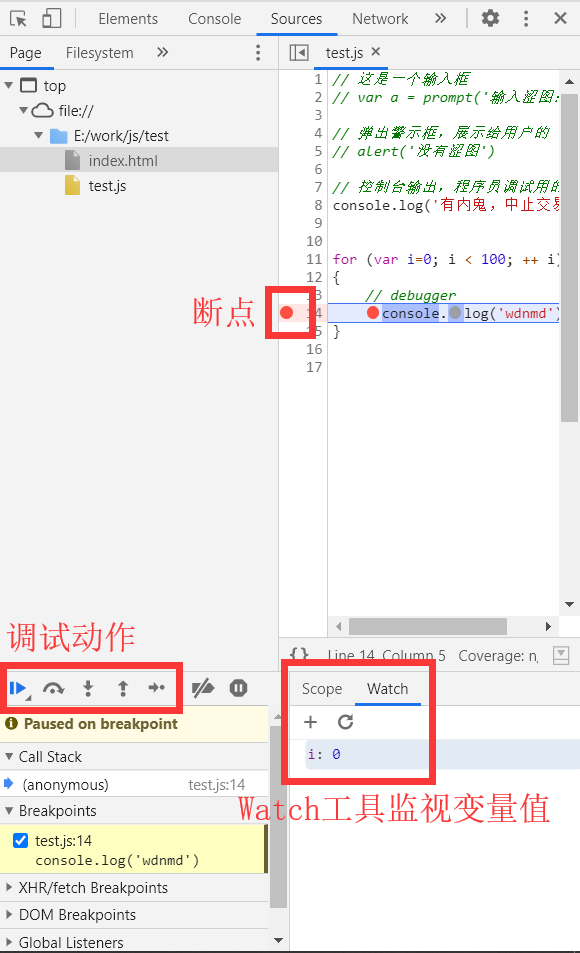 Elements Console Sources Network
Page Filesystem
test.js
top
file://
E:/work/js/test
index.html
test.js
1 // 这是一个输入框
2 // var a = prompt('输入涩图:
3
4 // 弹出警示框，展示给用户的
5 // alert('没有涩图')
6
7 // 控制台输出，程序员调试用的
8 console.log('有内鬼，中止交易
9
10
11 for (var i=0; i < 100; ++ i)
12 {
13 // debugger
14 console.log('wdnmd')
15 }
16
17
断点
调试动作
{} Line 14, Column 5 Coverage: n
Paused on breakpoint
Call Stack
(anonymous) test.js:14
Breakpoints
test.js:14
console.log('wdnmd')
XHR/fetch Breakpoints
DOM Breakpoints
Global Listeners
Scope Watch
i: 0
Watch工具监视变量值